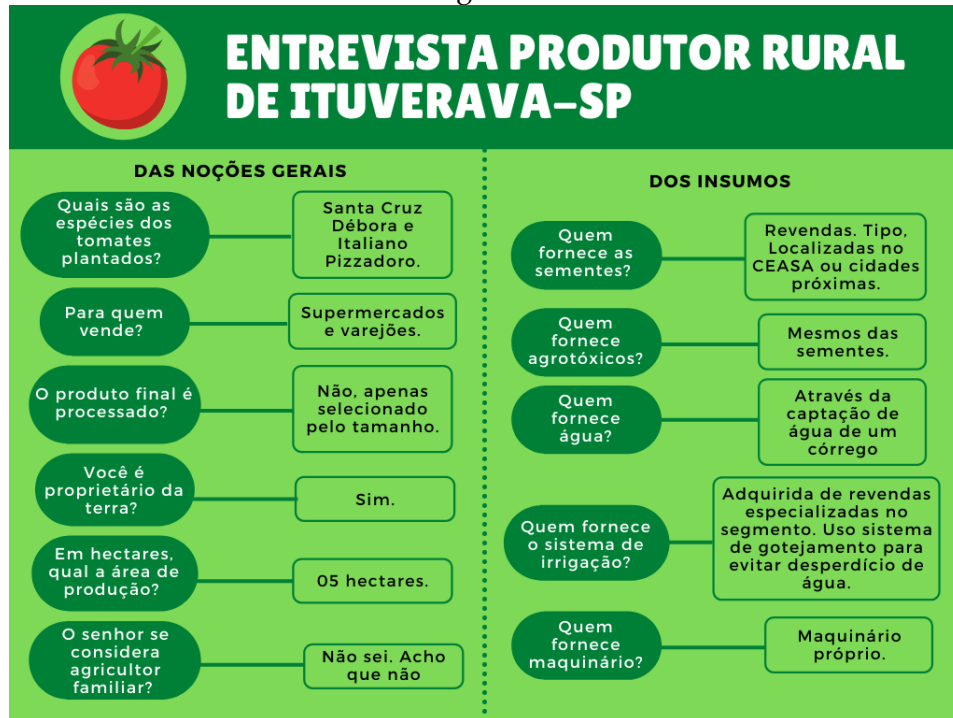 ENTREVISTA PRODUTOR RURAL
DE ITUVERAVA-SP
DAS NOÇÕES GERAIS
Quais são as
espécies dos
tomates
plantados?
Santa Cruz
Débora e
Italiano
Pizzadoro.
Para quem
vende?
Supermercados
e varejões.
O produto final é
processado?
Não, apenas
selecionado
pelo tamanho.
Você é
proprietário da
terra?
Sim.
Em hectares,
qual a área de
produção?
05 hectares.
O senhor se
considera
agricultor
familiar?
Não sei. Acho
que não
DOS INSUMOS
Quem
fornece as
sementes?
Revendas. Tipo,
Localizadas no
CEASA ou cidades
próximas.
Quem
fornece
agrotóxicos?
Mesmos das
sementes.
Quem
fornece
água?
Através da
captação de
água de um
córrego
Quem fornece
o sistema de
irrigação?
Adquirida de revendas
especializadas no
segmento. Uso sistema
de gotejamento para
evitar desperdício de
água.
Quem
fornece
maquinário?
Maquinário
próprio.